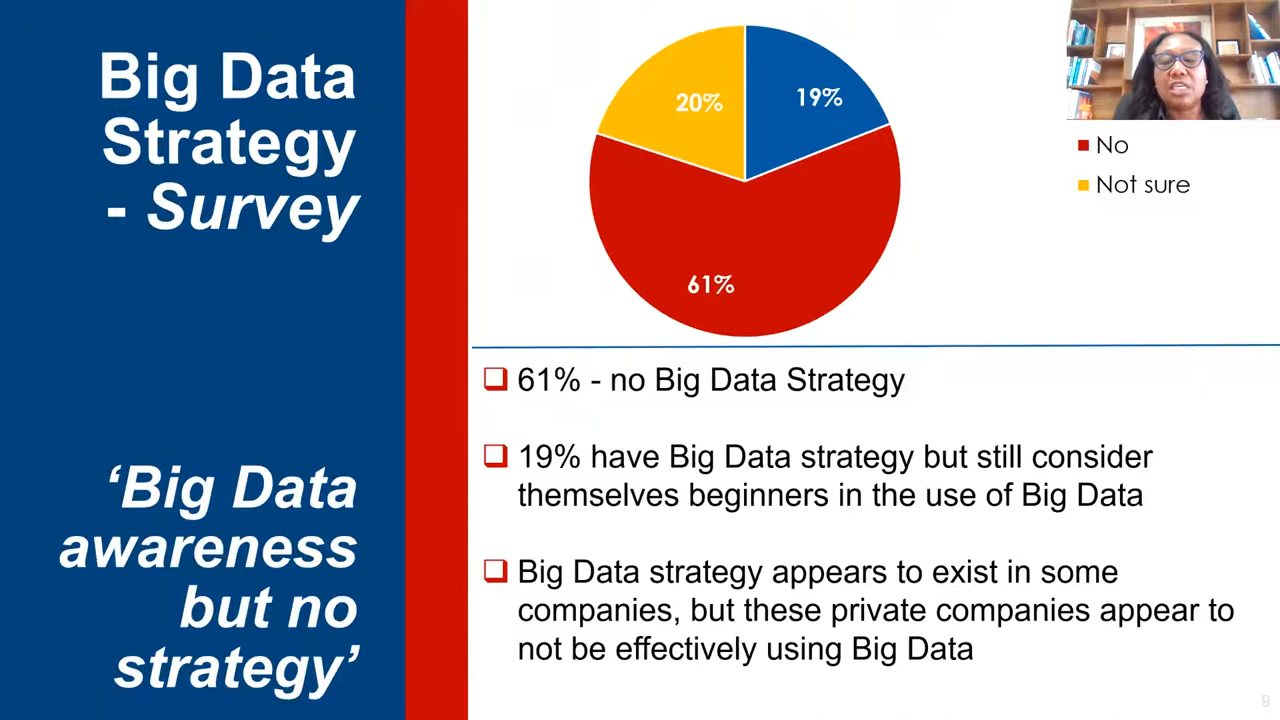 Big Data
Strategy
- Survey
‘Big Data
awareness
but no
strategy’
20%
19%
61%
No
Not sure
61% - no Big Data Strategy
19% have Big Data strategy but still consider
themselves beginners in the use of Big Data
Big Data strategy appears to exist in some
companies, but these private companies appear to
not be effectively using Big Data